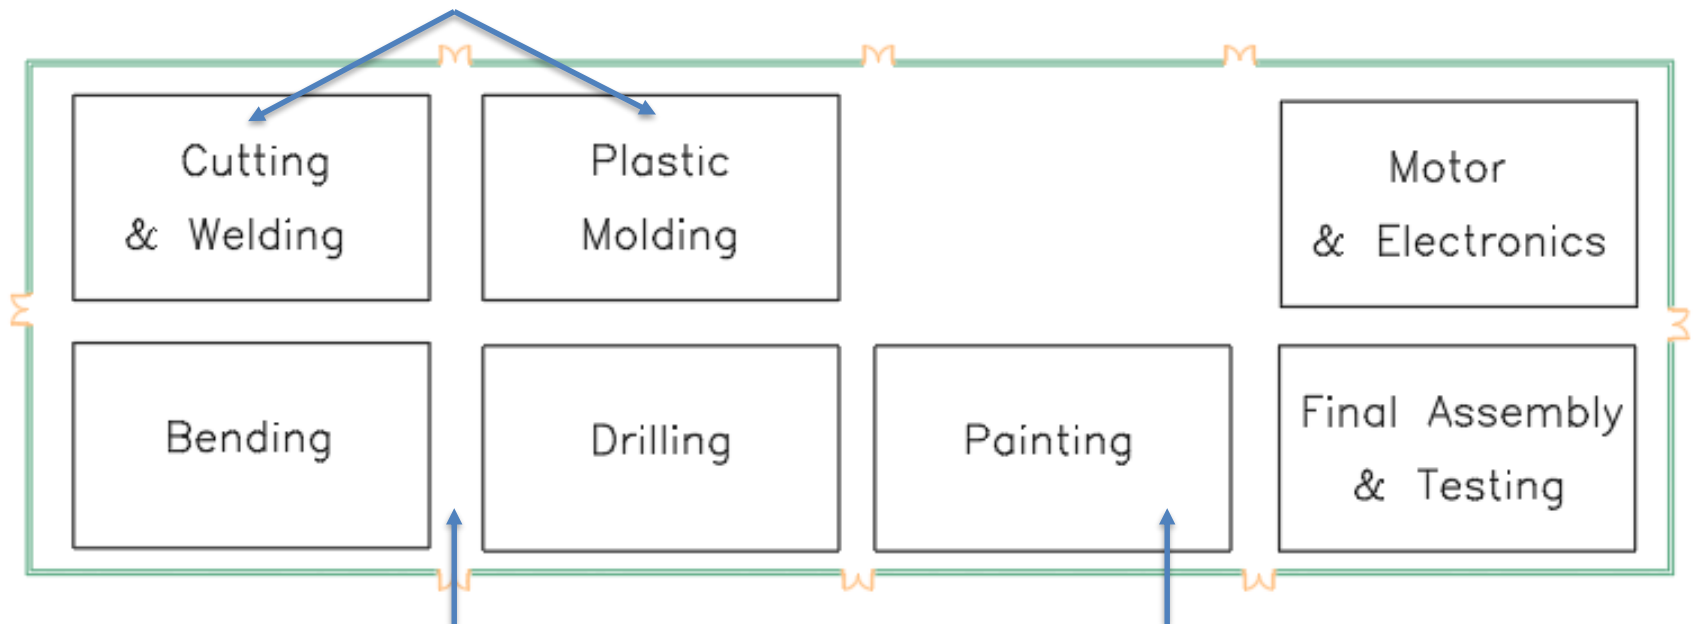 Cutting
& Welding
Plastic
Molding
Motor
& Electronics
Bending
Drilling
Painting
Final Assembly
& Testing